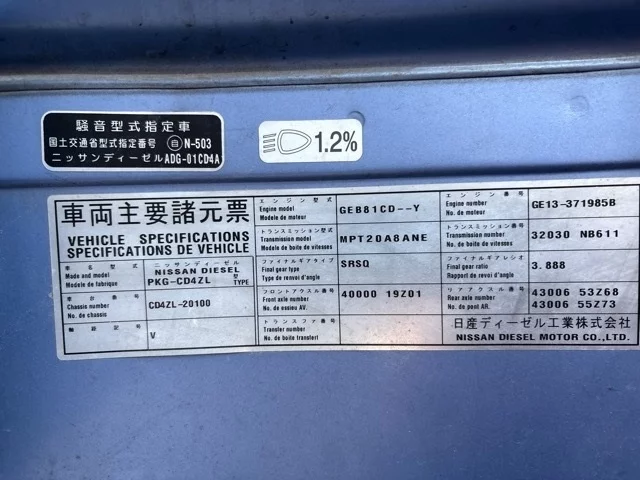 騒音型式指定車
国土交通省型式指定番号 自 N-503
ニッサンディーゼル ADG-01CD4A
1.2%
車両主要諸元票
VEHICLE SPECIFICATIONS
SPECIFICATIONS DE VEHICLE
車名型式 ニッサンディーゼル
Make and model NISSAN DIESEL
Modele de fabrique PKG-CD4ZL TYPE
車台番号
Chassis number CD4ZL-20100
No. de chassis
軸距記号 V
エンジン型式
Engine model GEB81CD--Y
Modele de moteur
トランスミッション型式
Transmission model MPT20A8ANE
Modele de boite de vitesses
ファイナルギアタイプ SRSQ
Final gear type
Type de renvoi d'angle
フロントアクスル番号 40000 19Z01
Front axle number
No. de essieu AV.
トランスファ番号
Transfer number
No. de boite transfert
エンジン番号
Engine number GE13-371985B
No. de moteur
トランスミッション番号
Transmission number 32030 NB611
No. de boite de vitesses
ファイナルギアレシオ
Final gear ratio 3.888
Rapport de renvoi d'angle
リアアクスル番号 43006 53Z68
Rear axle number 43006 55Z73
No. de pont AR.
日産ディーゼル工業株式会社
NISSAN DIESEL MOTOR CO.,LTD.